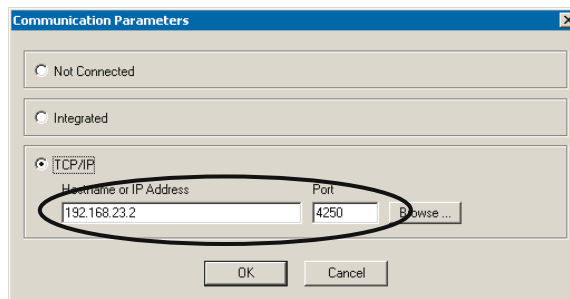 Communication Parameters
Not Connected
Integrated
TCP/IP
Hostname or IP Address Port
192.168.23.2 4250 Browse ...
OK Cancel